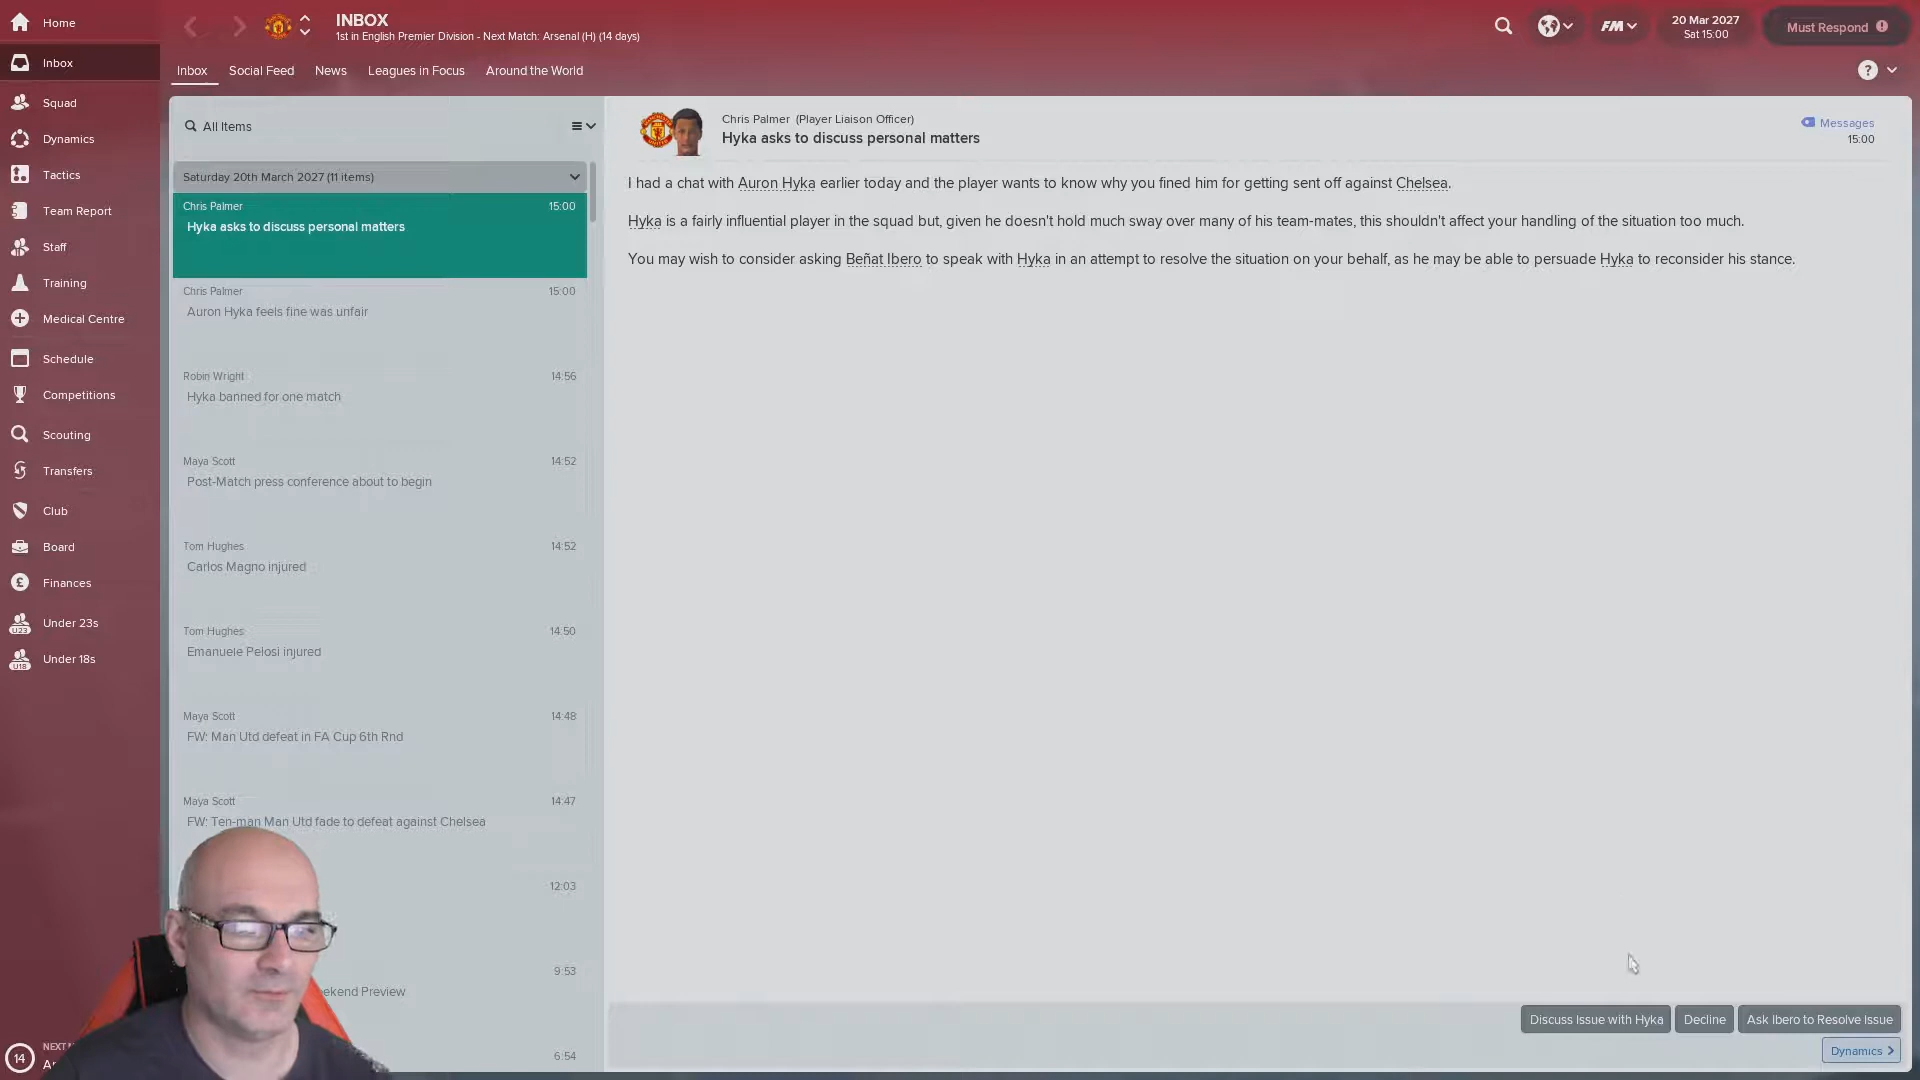 Home
Inbox
Squad
Dynamics
Tactics
Team Report
Staff
Training
Medical Centre
Schedule
Competitions
Scouting
Transfers
Club
Board
Finances
U23
Under 23s
U18
Under 18s
14
INBOX
1st in English Premier Division - Next Match: Arsenal (H) (14 days)
FM
20 Mar 2027
Sat 15:00
Must Respond
Inbox
Social Feed
News
Leagues in Focus
Around the World
?
All Items
Saturday 20th March 2027 (11 items)
Chris Palmer 15:00
Hyka asks to discuss personal matters
Chris Palmer 15:00
Auron Hyka feels fine was unfair
Robin Wright 14:56
Hyka banned for one match
Maya Scott 14:52
Post-Match press conference about to begin
Tom Hughes 14:52
Carlos Magno injured
Tom Hughes 14:50
Emanuele Pelosi injured
Maya Scott 14:48
FW: Man Utd defeat in FA Cup 6th Rnd
Maya Scott 14:47
FW: Ten-man Man Utd fade to defeat against Chelsea
12:03
9:53
Preview
6:54
Chris Palmer (Player Liaison Officer)
Hyka asks to discuss personal matters
Messages
15:00
I had a chat with Auron Hyka earlier today and the player wants to know why you fined him for getting sent off against Chelsea.
Hyka is a fairly influential player in the squad but, given he doesn't hold much sway over many of his team-mates, this shouldn't affect your handling of the situation too much.
You may wish to consider asking Beñat Ibero to speak with Hyka in an attempt to resolve the situation on your behalf, as he may be able to persuade Hyka to reconsider his stance.
Discuss Issue with Hyka
Decline
Ask Ibero to Resolve Issue
Dynamics >